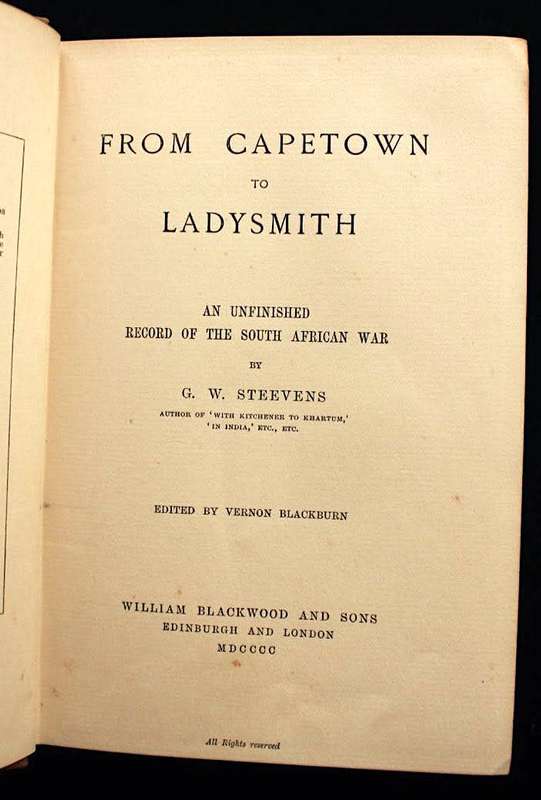 FROM CAPETOWN
TO
LADYSMITH
AN UNFINISHED
RECORD OF THE SOUTH AFRICAN WAR
BY
G. W. STEEVENS
AUTHOR OF 'WITH KITCHENER TO KHARTUM,'
'IN INDIA,' ETC., ETC.
EDITED BY VERNON BLACKBURN
WILLIAM BLACKWOOD AND SONS
EDINBURGH AND LONDON
MDCCCC
All Rights reserved